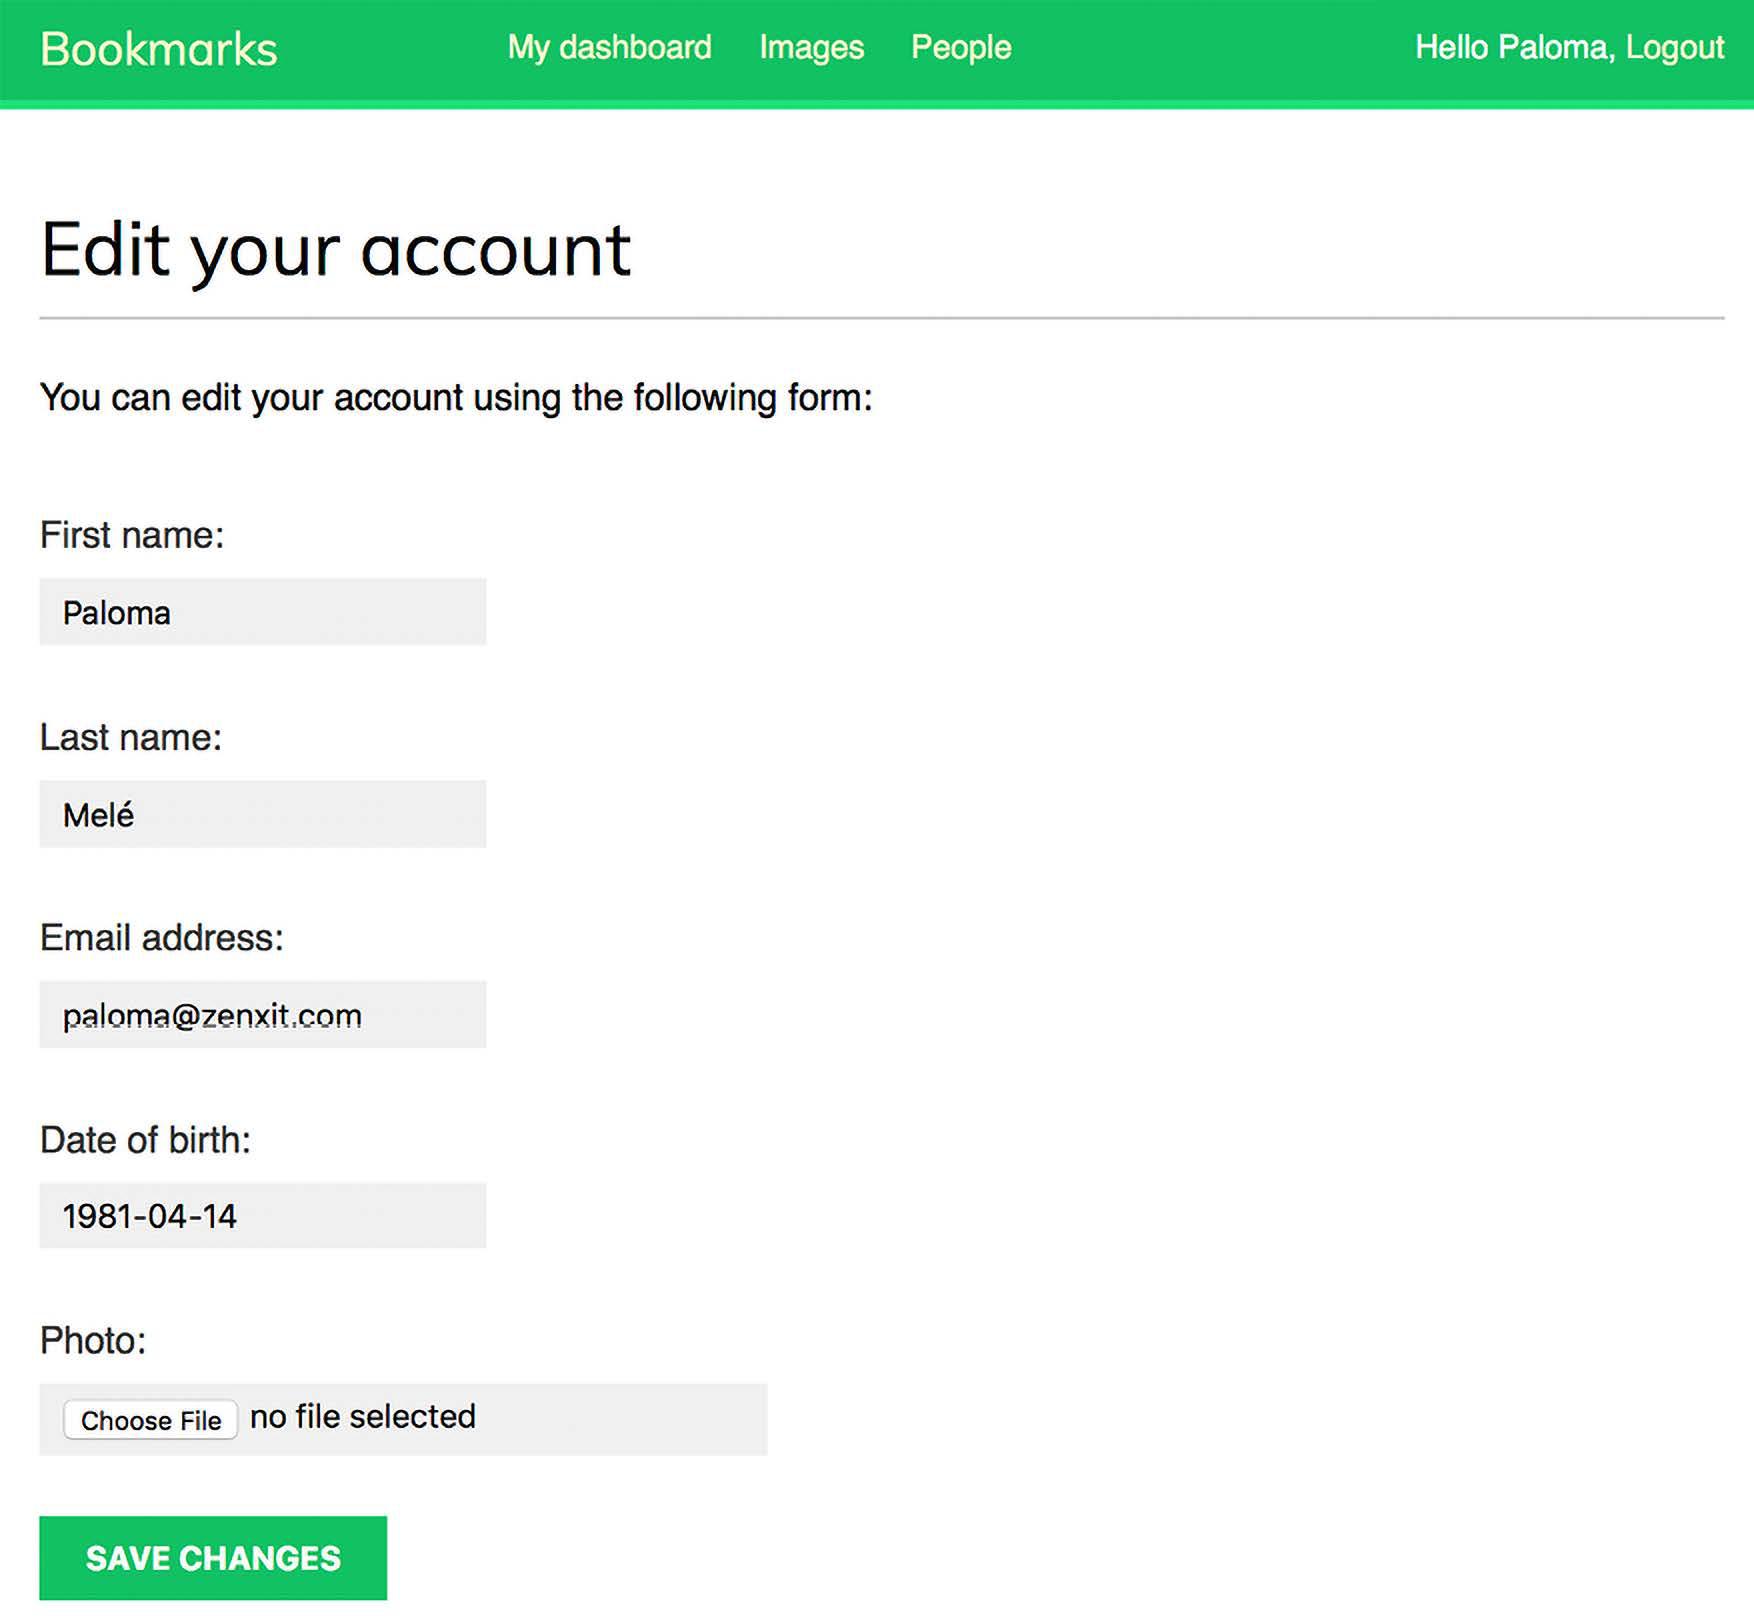 Bookmarks My dashboard Images People Hello Paloma, Logout
Edit your account
You can edit your account using the following form:
First name:
Paloma
Last name:
Melé
Email address:
paloma@zenxit.com
Date of birth:
1981-04-14
Photo:
Choose File no file selected
SAVE CHANGES